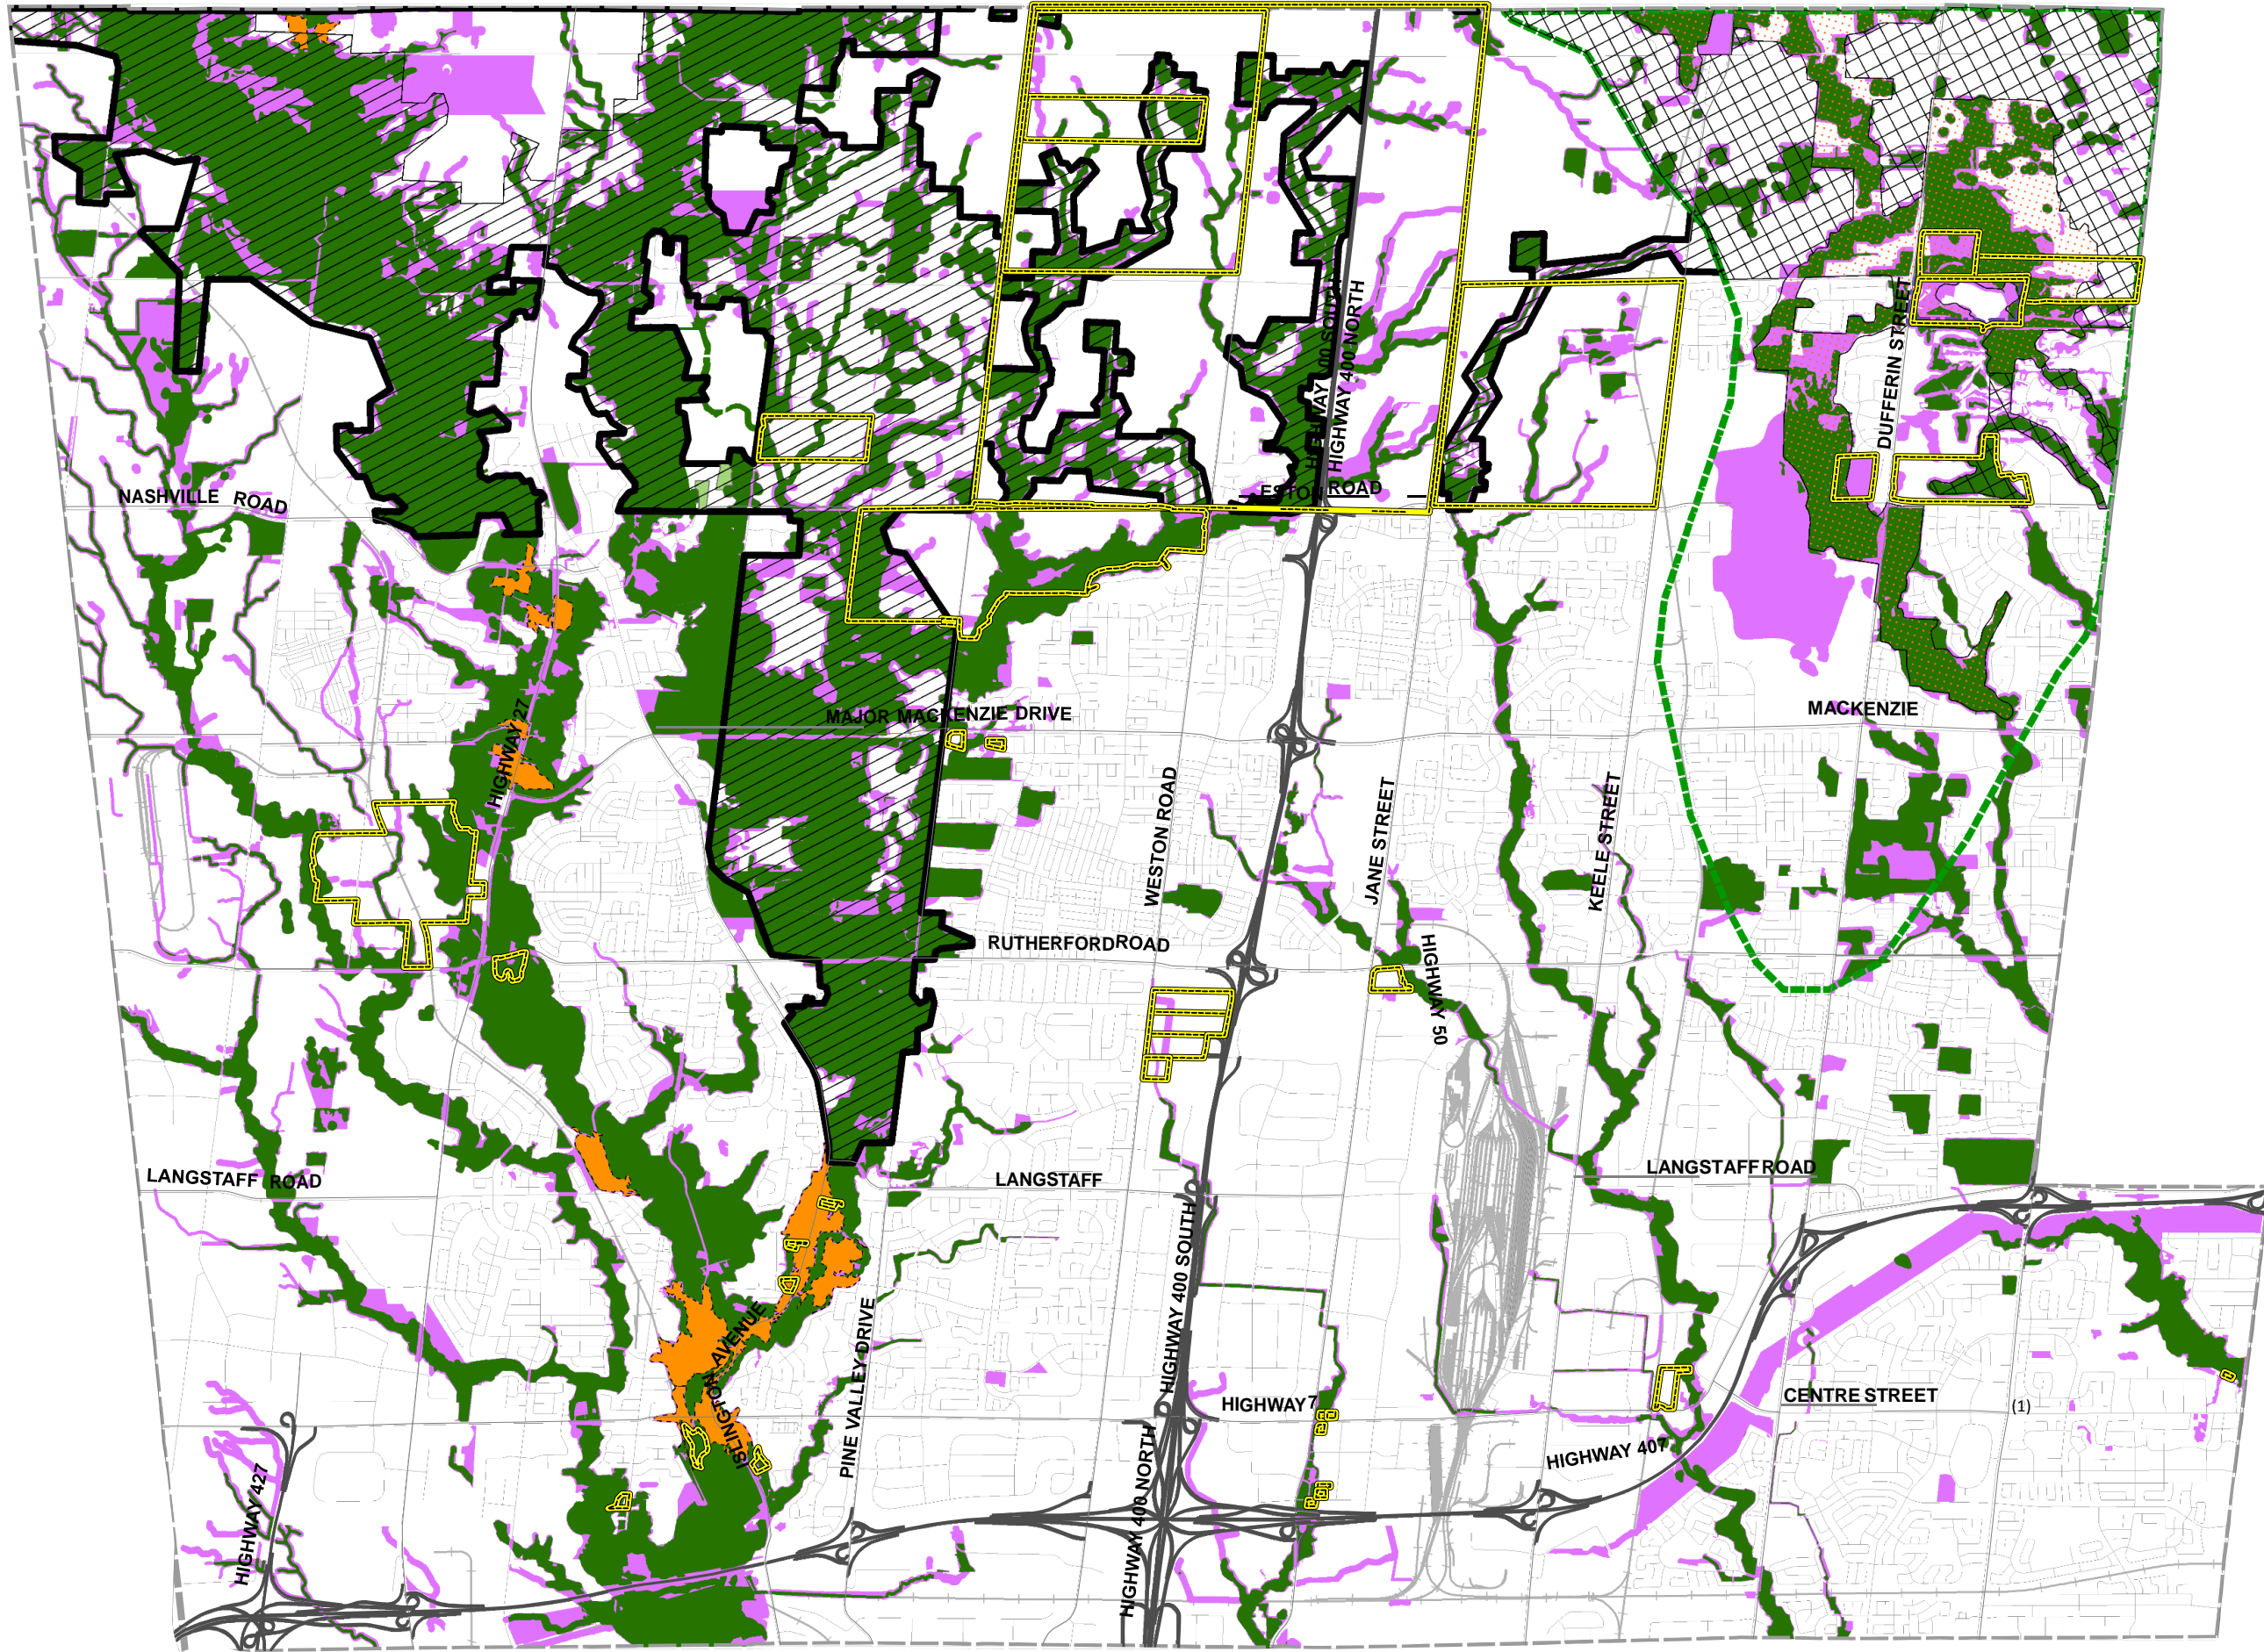 HIGHWAY 400 SOUTH
HIGHWAY 400 NORTH
DUFFERIN STREET
NASHVILLE ROAD
ESTON ROAD
HIGHWAY 27
MAJOR MACKENZIE DRIVE
MACKENZIE
WESTON ROAD
JANE STREET
KEELE STREET
RUTHERFORD ROAD
HIGHWAY 50
LANGSTAFF ROAD
LANGSTAFF
LANGSTAFF ROAD
HIGHWAY 400 SOUTH
ISLINGTON AVENUE
PINE VALLEY DRIVE
HIGHWAY 7
CENTRE STREET
(1)
HIGHWAY 427
HIGHWAY 400 NORTH
HIGHWAY 407